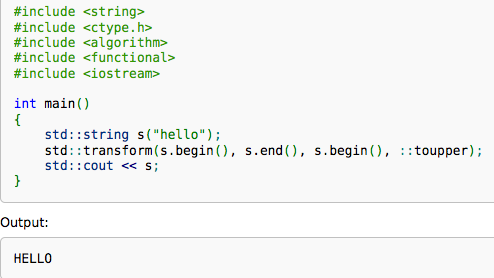 #include <string>
#include <ctype.h>
#include <algorithm>
#include <functional>
#include <iostream>

int main()
{
    std::string s("hello");
    std::transform(s.begin(), s.end(), s.begin(), ::toupper);
    std::cout << s;
}
Output:
HELLO